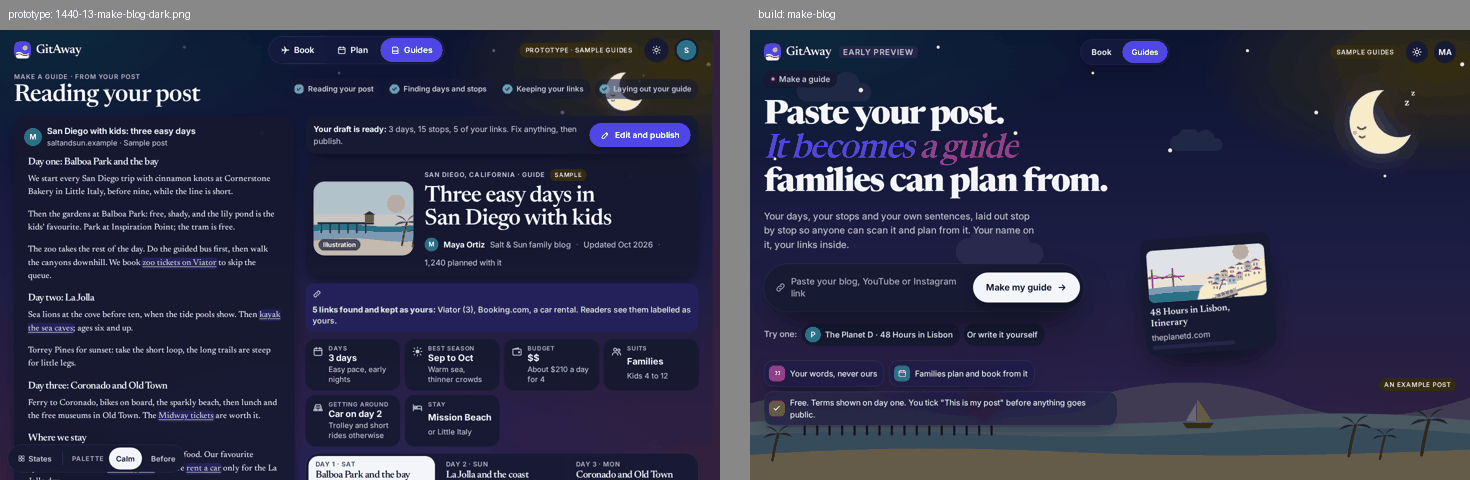 prototype: 1440-13-make-blog-dark.png
GitAway
Book
Plan
Guides
PROTOTYPE · SAMPLE GUIDES
S
MAKE A GUIDE · FROM YOUR POST
Reading your post
Reading your post
Finding days and stops
Keeping your links
Laying out your guide
M
San Diego with kids: three easy days
saltandsun.example · Sample post
Day one: Balboa Park and the bay
We start every San Diego trip with cinnamon knots at Cornerstone
Bakery in Little Italy, before nine, while the line is short.
Then the gardens at Balboa Park: free, shady, and the lily pond is the
kids' favourite. Park at Inspiration Point; the tram is free.
The zoo takes the rest of the day. Do the guided bus first, then walk
the canyons downhill. We book zoo tickets on Viator to skip the
queue.
Day two: La Jolla
Sea lions at the cove before ten, when the tide pools show. Then kayak
the sea caves; ages six and up.
Torrey Pines for sunset: take the short loop, the long trails are steep
for little legs.
Day three: Coronado and Old Town
Ferry to Coronado, bikes on board, the sparkly beach, then lunch and
the free museums in Old Town. The Midway tickets are worth it.
Where we stay
food. Our favourite
rent a car only for the La
States
PALETTE
Calm
Before
Your draft is ready: 3 days, 15 stops, 5 of your links. Fix anything, then
publish.
Edit and publish
Illustration
SAN DIEGO, CALIFORNIA · GUIDE
SAMPLE
Three easy days in
San Diego with kids
M
Maya Ortiz Salt & Sun family blog · Updated Oct 2026 ·
1,240 planned with it
5 links found and kept as yours: Viator (3), Booking.com, a car rental. Readers see them labelled as
yours.
DAYS
3 days
Easy pace, early
nights
BEST SEASON
Sep to Oct
Warm sea,
thinner crowds
BUDGET
$$
About $210 a day
for 4
SUITS
Families
Kids 4 to 12
GETTING AROUND
Car on day 2
Trolley and short
rides otherwise
STAY
Mission Beach
or Little Italy
DAY 1 · SAT
Balboa Park and the bay
DAY 2 · SUN
La Jolla and the coast
DAY 3 · MON
Coronado and Old Town
build: make-blog
GitAway
EARLY PREVIEW
Book
Guides
SAMPLE GUIDES
MA
Make a guide
Paste your post.
It becomes a guide
families can plan from.
z
z
Your days, your stops and your own sentences, laid out stop
by stop so anyone can scan it and plan from it. Your name on
it, your links inside.
Paste your blog, YouTube or Instagram
link
Make my guide
Try one:
P
The Planet D · 48 Hours in Lisbon
Or write it yourself
Your words, never ours
Families plan and book from it
Free. Terms shown on day one. You tick "This is my post" before anything goes
public.
48 Hours in Lisbon,
Itinerary
theplanetd.com
AN EXAMPLE POST